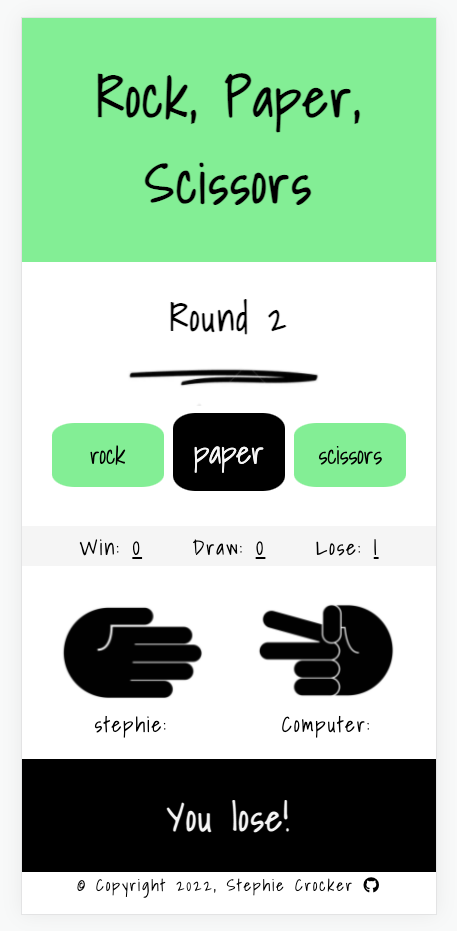 Rock, Paper,
Scissors
Round 2
rock paper scissors
Win: 0 Draw: 0 Lose: 1
stephie: Computer:
You lose!
© Copyright 2022, Stephie Crocker